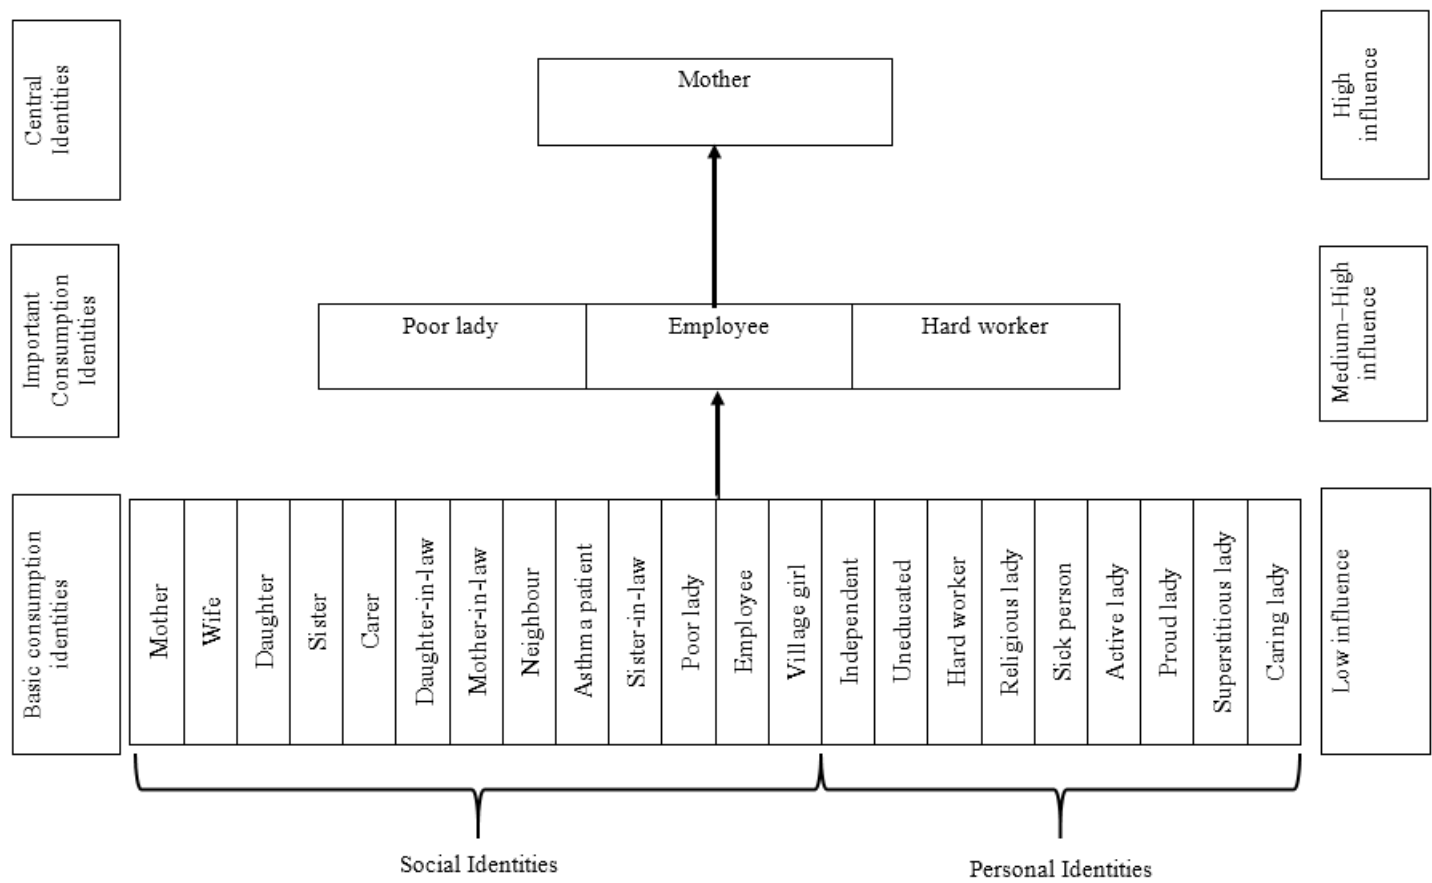 Central
Identities
Mother
High
influence
Important
Consumption
Identities
Poor lady
Employee
Hard worker
Medium–High
influence
Basic consumption
identities
Mother
Wife
Daughter
Sister
Carer
Daughter-in-law
Mother-in-law
Neighbour
Asthma patient
Sister-in-law
Poor lady
Employee
Village girl
Independent
Uneducated
Hard worker
Religious lady
Sick person
Active lady
Proud lady
Superstitious lady
Caring lady
Low influence
Social Identities
Personal Identities